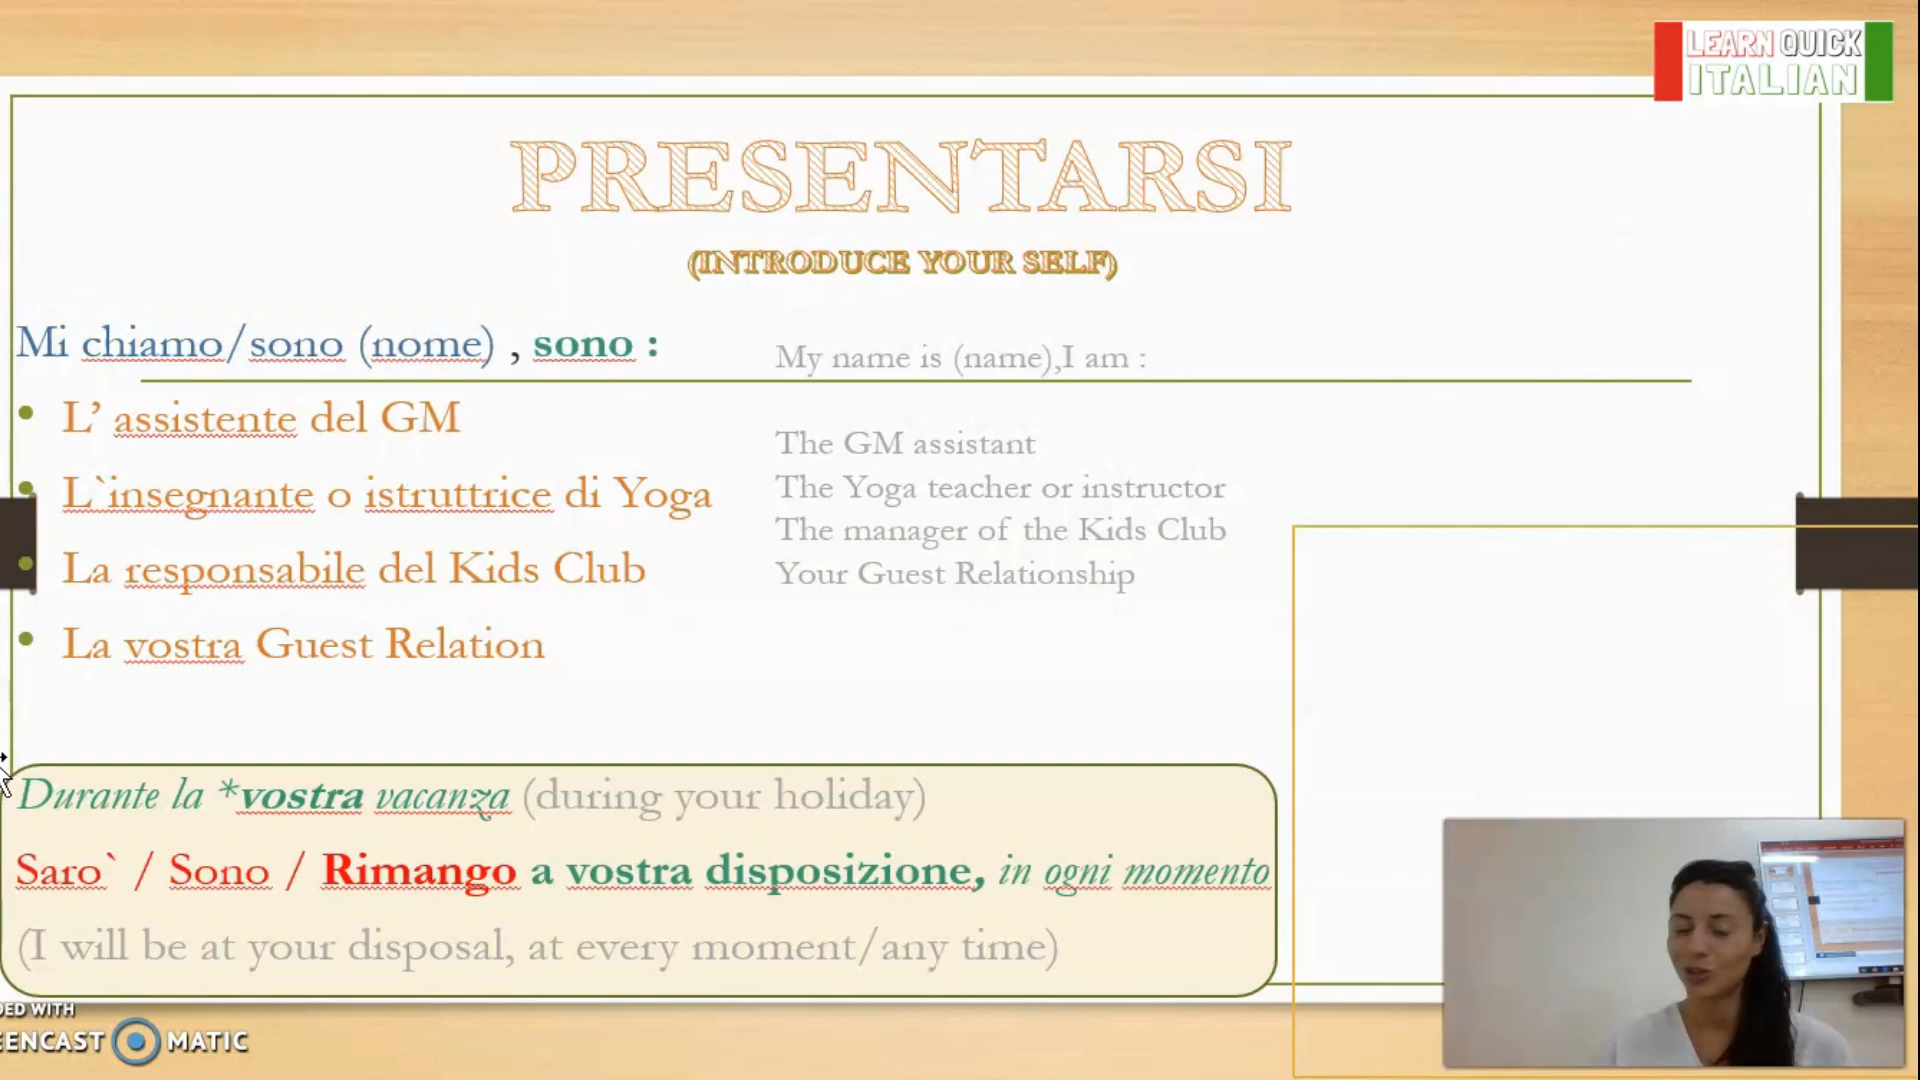 LEARN QUICK
ITALIAN
PRESENTARSI
(INTRODUCE YOUR SELF)
Mi chiamo/sono (nome) , sono :
My name is (name),I am :
• L’ assistente del GM
• L`insegnante o istruttrice di Yoga
• La responsabile del Kids Club
• La vostra Guest Relation
The GM assistant
The Yoga teacher or instructor
The manager of the Kids Club
Your Guest Relationship
Durante la *vostra vacanza (during your holiday)
Saro` / Sono / Rimango a vostra disposizione, in ogni momento
(I will be at your disposal, at every moment/any time)
DED WITH
EENCAST MATIC